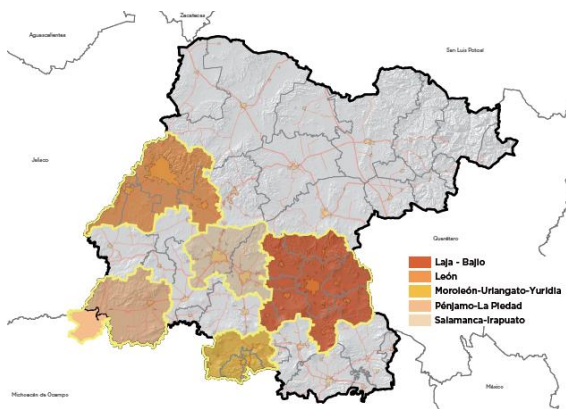 Zacatecas
Aguascalientes
San Luis Potosí
Jalisco
Querétaro
Laja - Bajío
León
Moroleón-Uriangato-Yuridia
Pénjamo-La Piedad
Salamanca-Irapuato
Michoacán de Ocampo
México